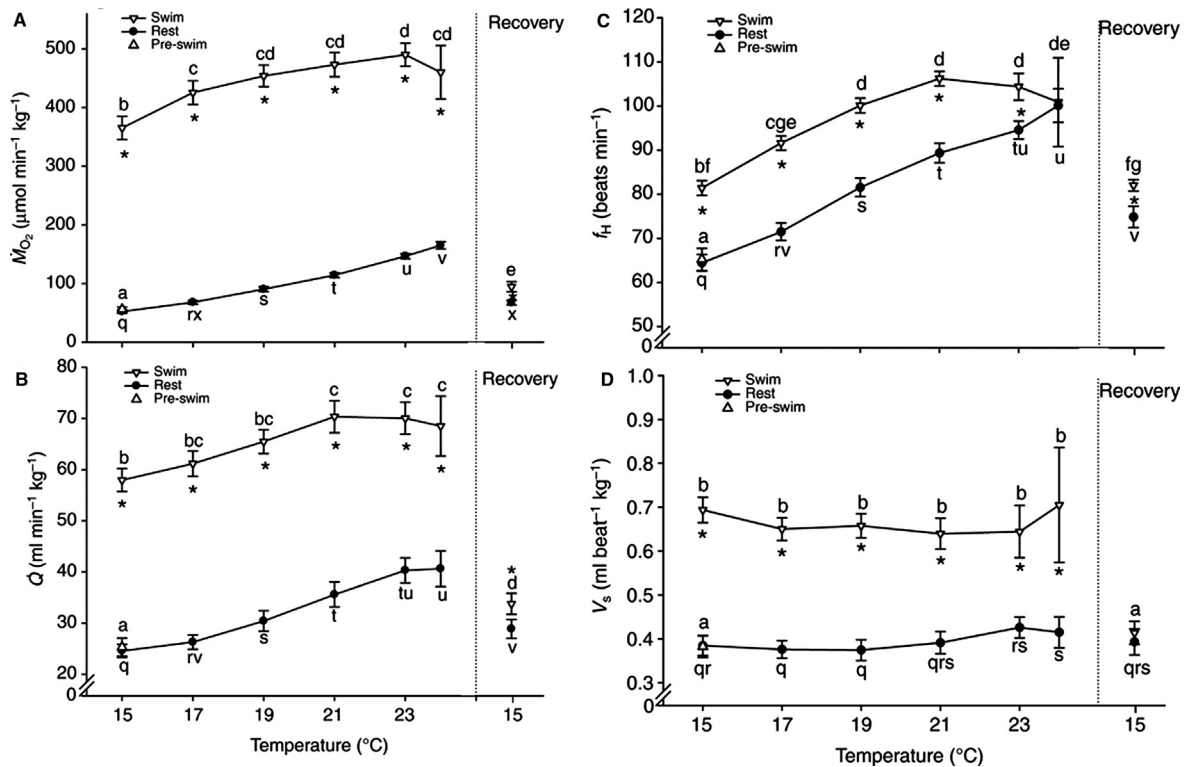 A
Swim
Rest
Pre-swim
Recovery
500
400
300
200
100
0
ṀO2 (μmol min–1 kg–1)
b
c
cd
cd
d
cd
*
*
*
*
*
*
a
q
rx
s
t
u
v
e
*
x
B
Swim
Rest
Pre-swim
Recovery
80
70
60
50
40
30
20
0
Q̇ (ml min–1 kg–1)
b
bc
bc
c
c
c
*
*
*
*
*
*
a
q
rv
s
t
tu
u
*
d
v
15
17
19
21
23
15
Temperature (°C)
C
Swim
Rest
Pre-swim
Recovery
120
110
100
90
80
70
60
50
0
fH (beats min–1)
bf
cge
d
d
d
de
*
*
*
*
*
a
q
rv
s
t
tu
u
fg
*
v
D
Swim
Rest
Pre-swim
Recovery
1.0
0.9
0.8
0.7
0.6
0.5
0.4
0.3
0
Vs (ml beat–1 kg–1)
b
b
b
b
b
b
*
*
*
*
*
*
a
qr
q
q
qrs
rs
s
a
qrs
15
17
19
21
23
15
Temperature (°C)